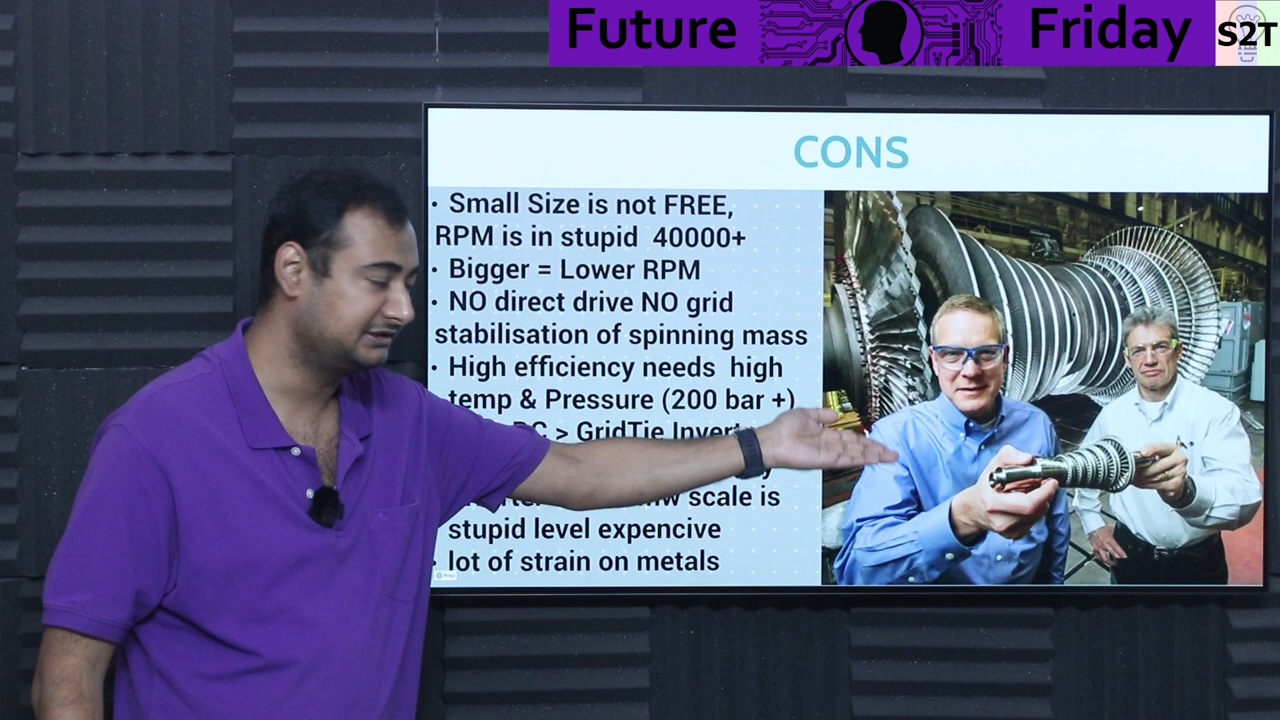 Future Friday S2T
CONS
• Small Size is not FREE,
RPM is in stupid 40000+
• Bigger = Lower RPM
• NO direct drive NO grid
stabilisation of spinning mass
• High efficiency needs high
temp & Pressure (200 bar +)
DC > GridTie
scale is
stupid level expencive
• lot of strain on metals
Prezi